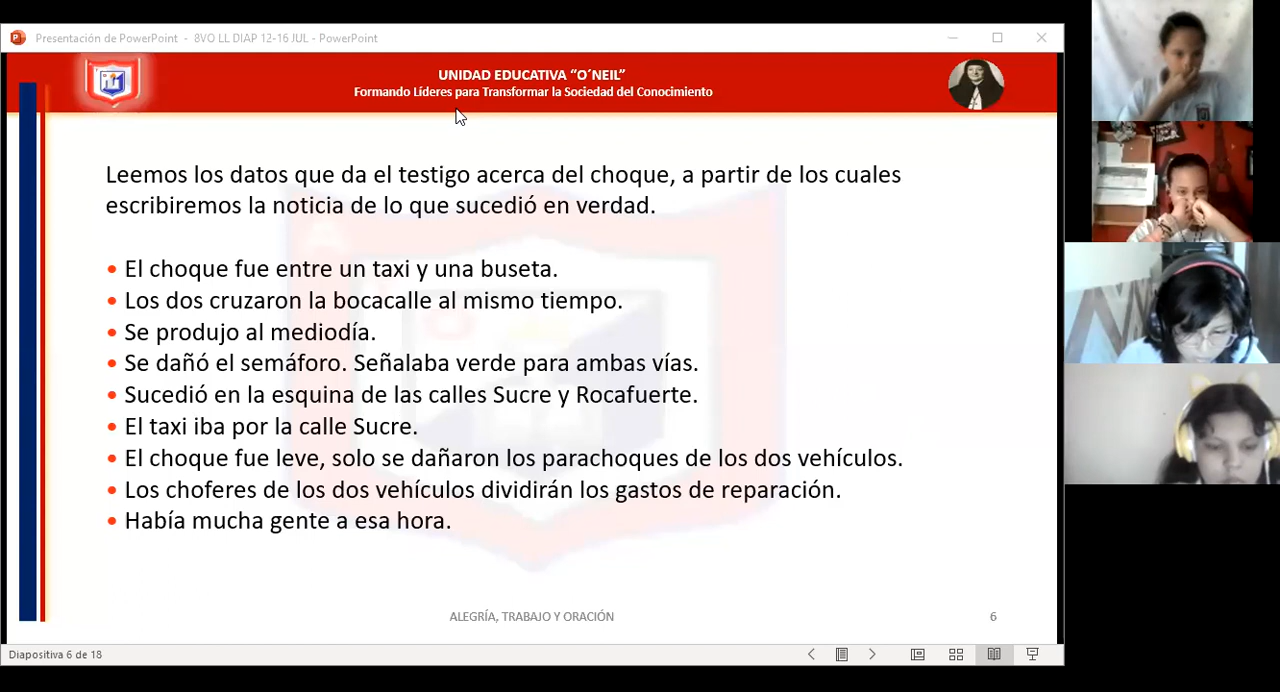 Presentación de PowerPoint - 8VO LL DIAP 12-16 JUL - PowerPoint
UNIDAD EDUCATIVA “O´NEIL”
Formando Líderes para Transformar la Sociedad del Conocimiento
Leemos los datos que da el testigo acerca del choque, a partir de los cuales
escribiremos la noticia de lo que sucedió en verdad.
• El choque fue entre un taxi y una buseta.
• Los dos cruzaron la bocacalle al mismo tiempo.
• Se produjo al mediodía.
• Se dañó el semáforo. Señalaba verde para ambas vías.
• Sucedió en la esquina de las calles Sucre y Rocafuerte.
• El taxi iba por la calle Sucre.
• El choque fue leve, solo se dañaron los parachoques de los dos vehículos.
• Los choferes de los dos vehículos dividirán los gastos de reparación.
• Había mucha gente a esa hora.
ALEGRÍA, TRABAJO Y ORACIÓN
6
Diapositiva 6 de 18